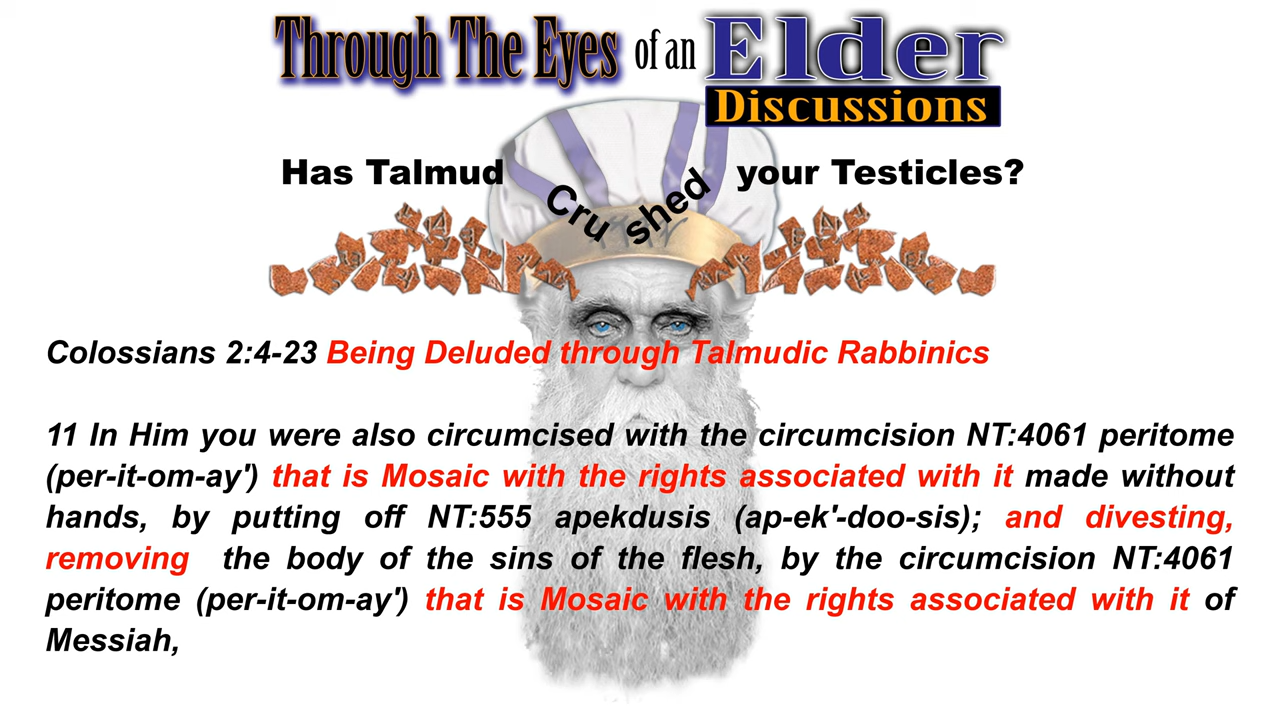 Through The Eyes of an Elder
Discussions
Has Talmud Crushed your Testicles?
Colossians 2:4-23 Being Deluded through Talmudic Rabbinics
11 In Him you were also circumcised with the circumcision NT:4061 peritome
(per-it-om-ay') that is Mosaic with the rights associated with it made without
hands, by putting off NT:555 apekdusis (ap-ek'-doo-sis); and divesting,
removing the body of the sins of the flesh, by the circumcision NT:4061
peritome (per-it-om-ay') that is Mosaic with the rights associated with it of
Messiah,